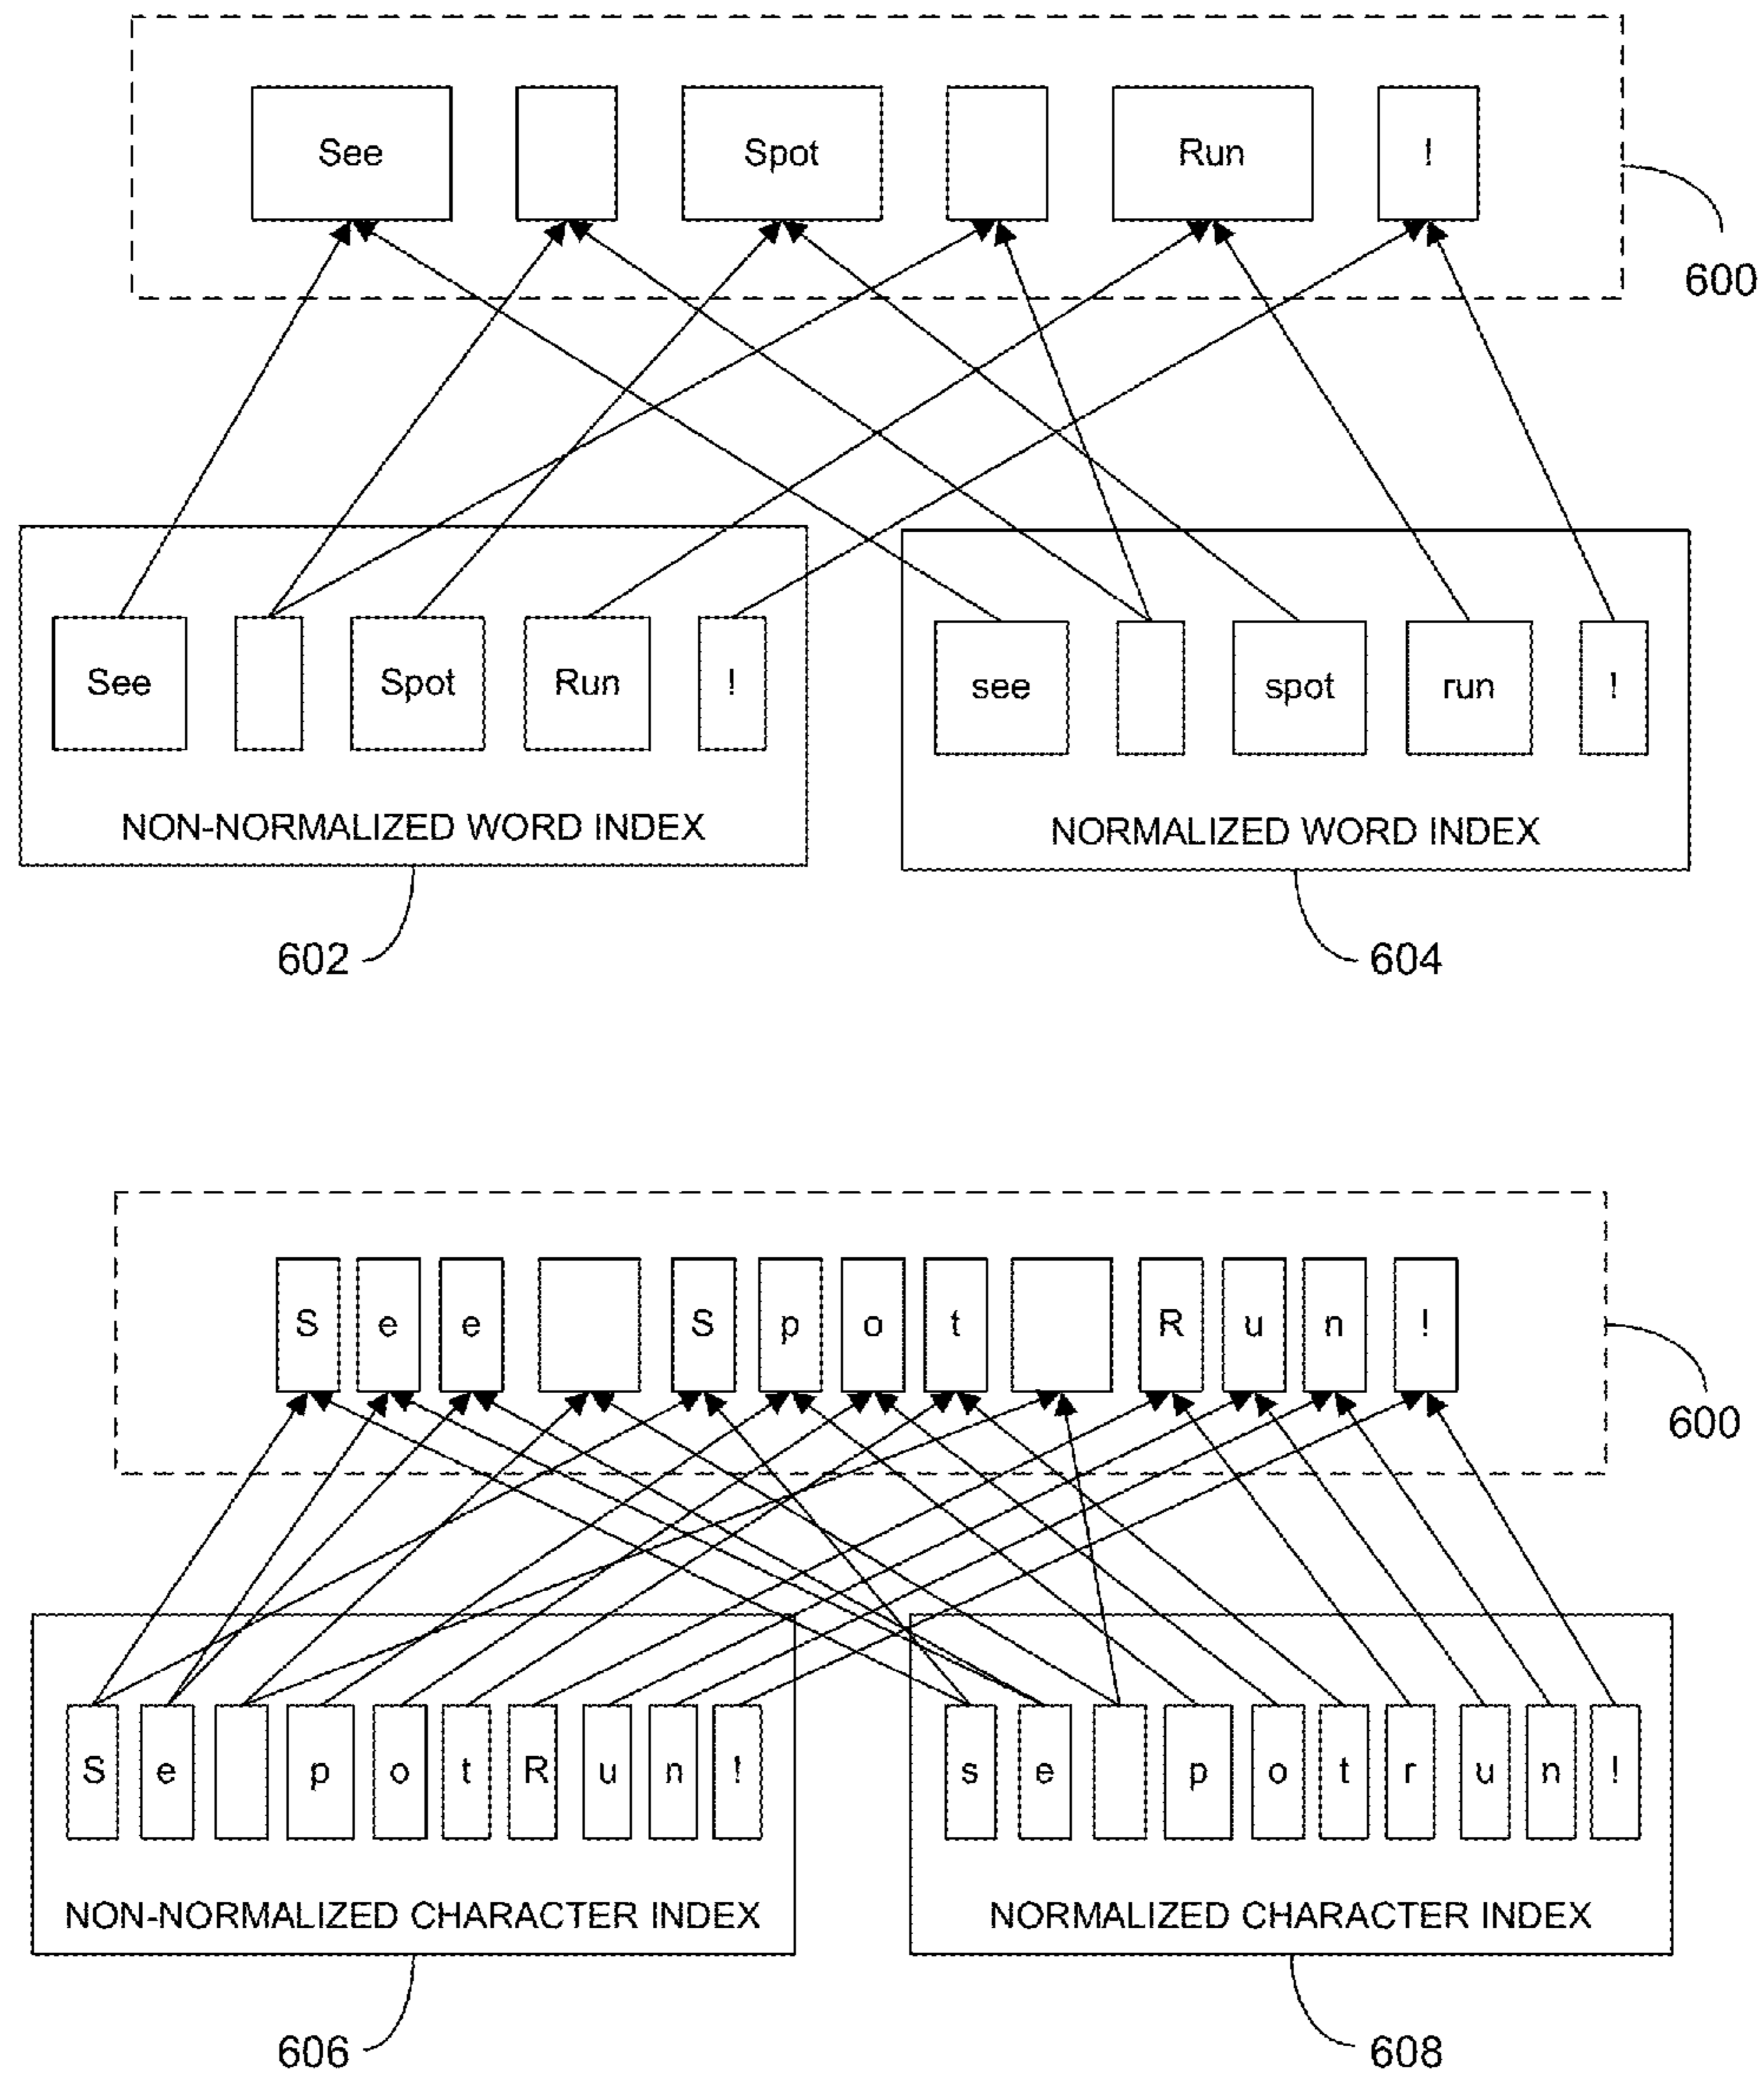 See Spot Run !
600
See Spot Run !
see spot run !
NON-NORMALIZED WORD INDEX
NORMALIZED WORD INDEX
602
604
S e e S p o t R u n !
600
S e p o t R u n !
s e p o t r u n !
NON-NORMALIZED CHARACTER INDEX
NORMALIZED CHARACTER INDEX
606
608